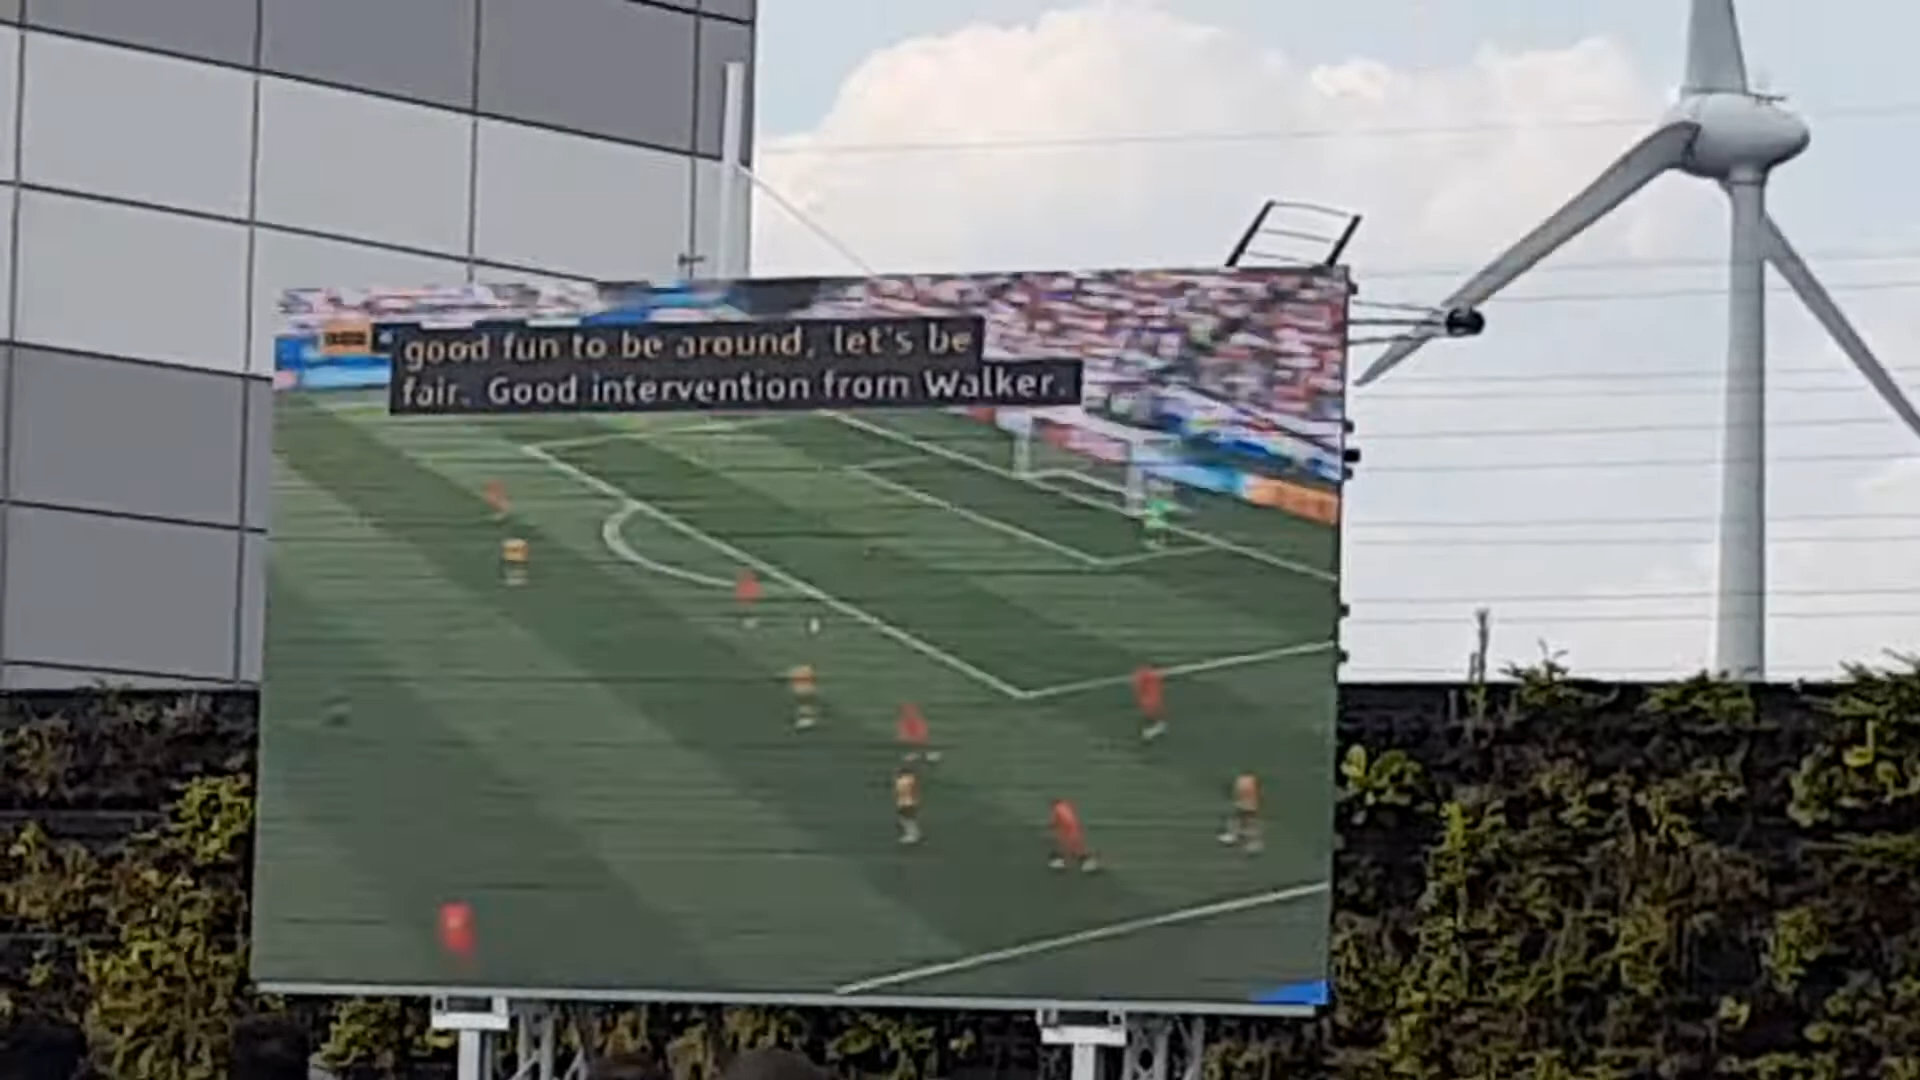 good fun to be around, let's be
fair. Good intervention from Walker.